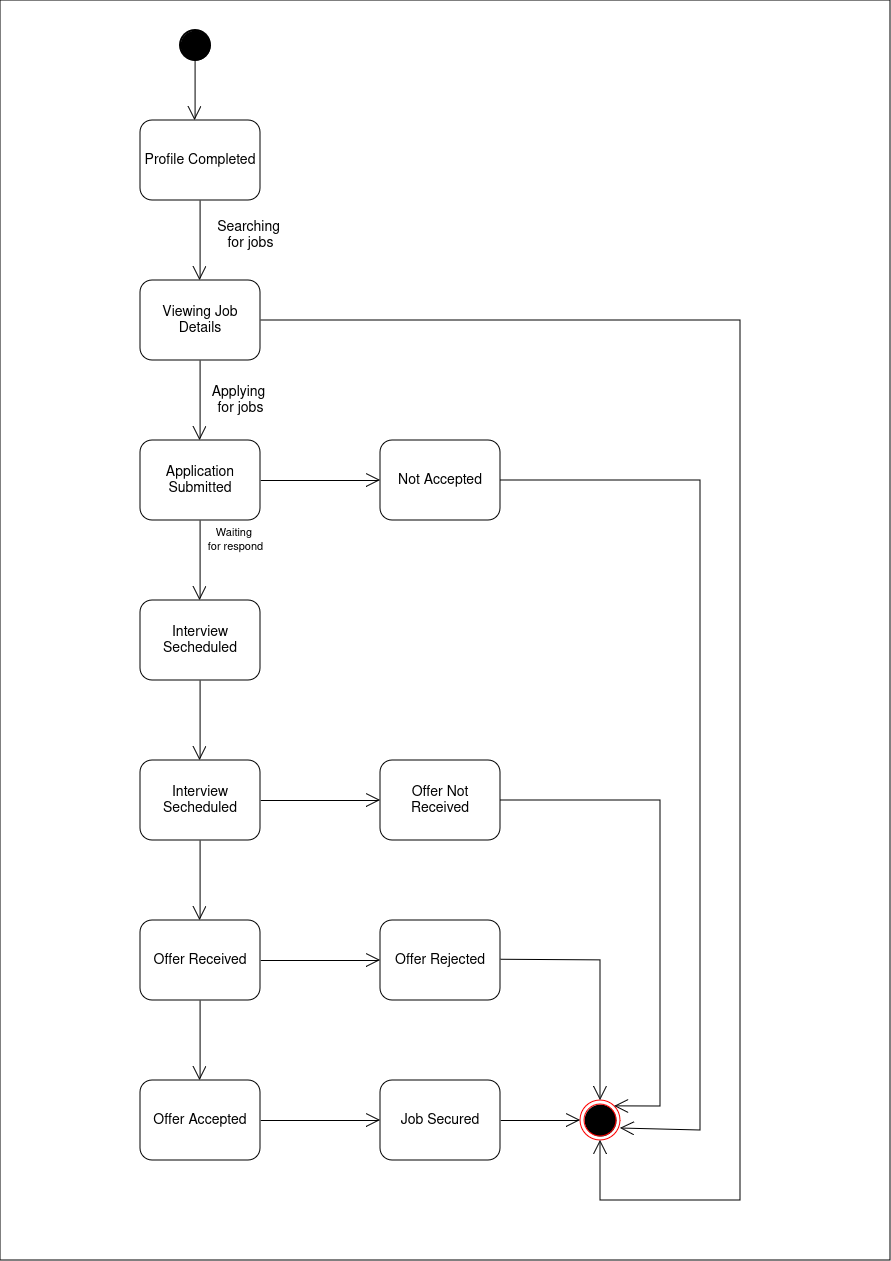 Profile Completed
Searching
for jobs
Viewing Job
Details
Applying
for jobs
Application
Submitted
Not Accepted
Waiting
for respond
Interview
Secheduled
Interview
Secheduled
Offer Not
Received
Offer Received
Offer Rejected
Offer Accepted
Job Secured